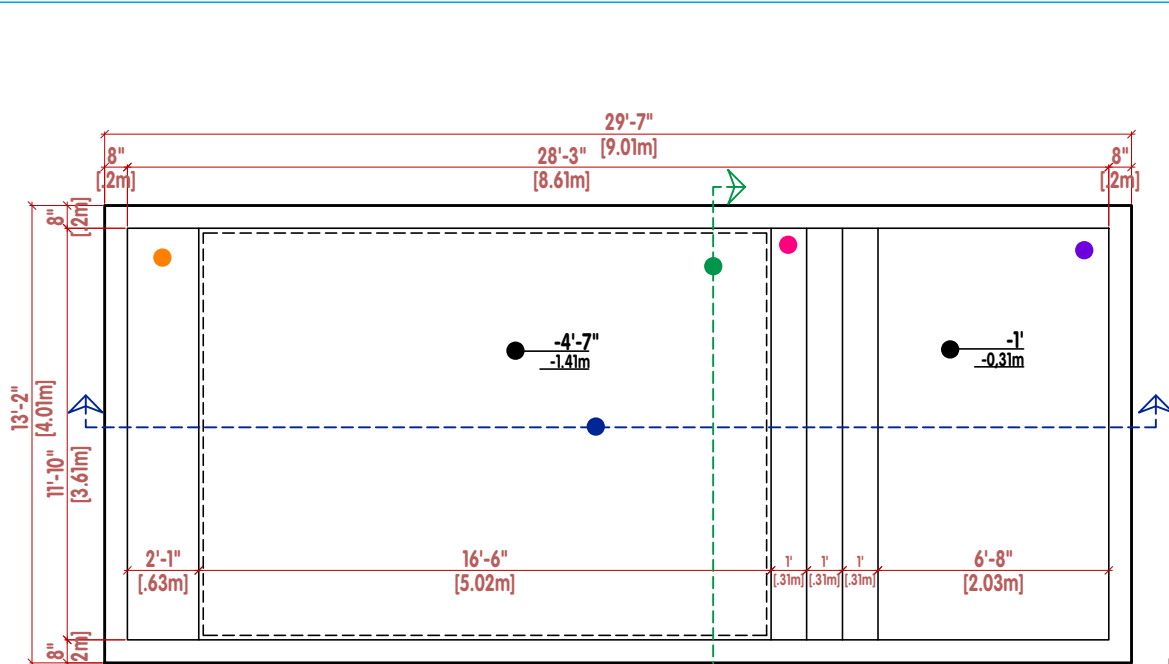 29'-7"
[9.01m]
8"
[.2m]
28'-3"
[8.61m]
8"
[.2m]
8"
[.2m]
-4'-7"
-1.41m
-1'
-0,31m
13'-2"
[4.01m]
11'-10"
[3.61m]
2'-1"
[.63m]
16'-6"
[5.02m]
1'
[.31m]
1'
[.31m]
1'
[.31m]
6'-8"
[2.03m]
8"
2m]